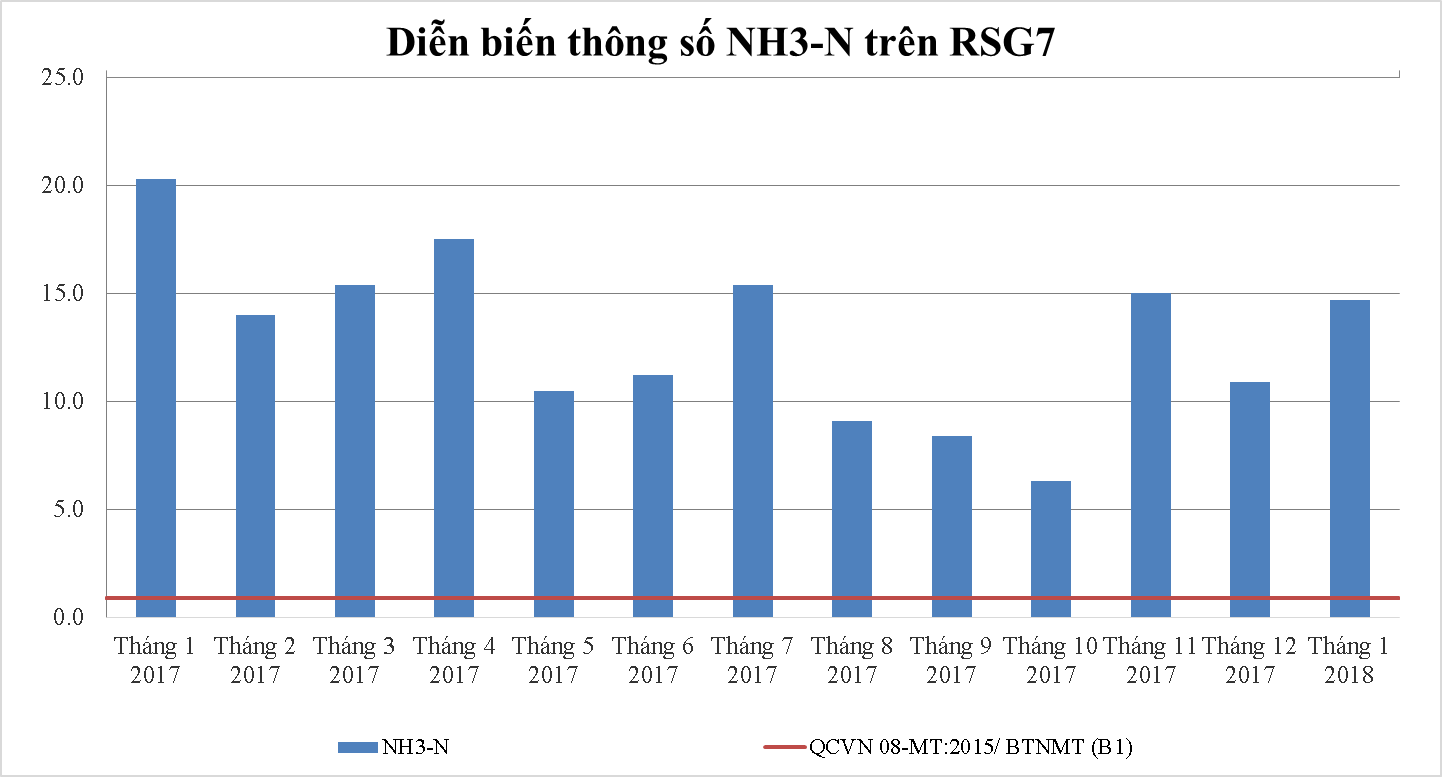 Diễn biến thông số NH3-N trên RSG7
25.0
20.0
15.0
10.0
5.0
0.0
Tháng 1 Tháng 2 Tháng 3 Tháng 4 Tháng 5 Tháng 6 Tháng 7 Tháng 8 Tháng 9 Tháng 10 Tháng 11 Tháng 12 Tháng 1
2017 2017 2017 2017 2017 2017 2017 2017 2017 2017 2017 2017 2018
NH3-N QCVN 08-MT:2015/ BTNMT (B1)